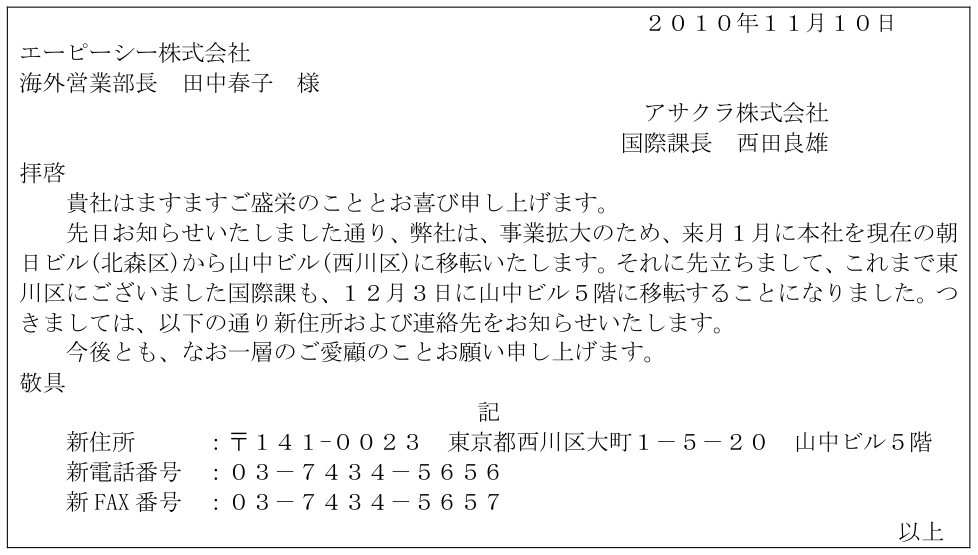 ２０１０年１１月１０日
エーピーシー株式会社
海外営業部長　田中春子　様
アサクラ株式会社
国際課長　西田良雄
拝啓
貴社はますますご盛栄のこととお喜び申し上げます。
先日お知らせいたしました通り、弊社は、事業拡大のため、来月１月に本社を現在の朝
日ビル(北森区)から山中ビル(西川区)に移転いたします。それに先立ちまして、これまで東
川区にございました国際課も、１２月３日に山中ビル５階に移転することになりました。つ
きましては、以下の通り新住所および連絡先をお知らせいたします。
今後とも、なお一層のご愛顧のことお願い申し上げます。
敬具
記
新住所　　　：〒１４１-００２３　東京都西川区大町１－５－２０　山中ビル５階
新電話番号　：０３－７４３４－５６５６
新 FAX 番号　：０３－７４３４－５６５７
以上